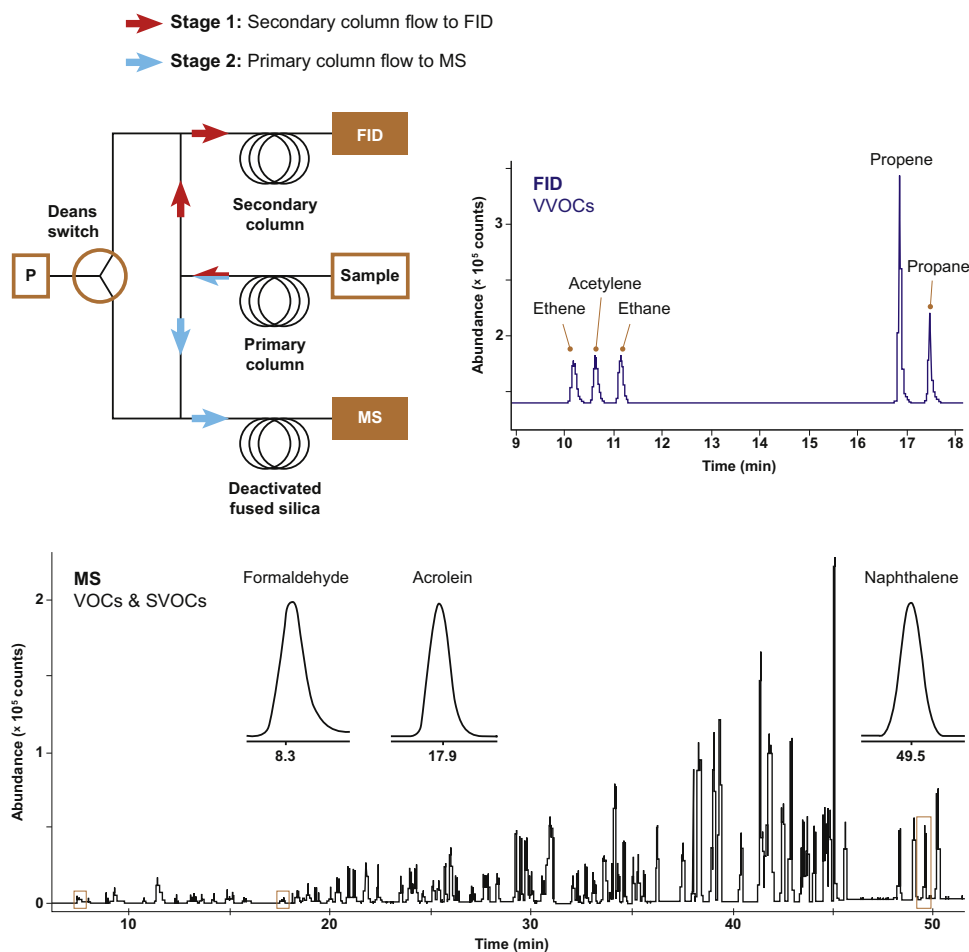 Stage 1: Secondary column flow to FID
Stage 2: Primary column flow to MS
FID
Secondary
column
Deans
switch
P
Sample
Primary
column
MS
Deactivated
fused silica
FID
VVOCs
Propene
Propane
Acetylene
Ethene
Ethane
Abundance (× 10⁵ counts)
3
2
9 10 11 12 13 14 15 16 17 18
Time (min)
MS
VOCs & SVOCs
Formaldehyde
8.3
Acrolein
17.9
Naphthalene
49.5
Abundance (× 10⁵ counts)
2
1
0
10 20 30 40 50
Time (min)